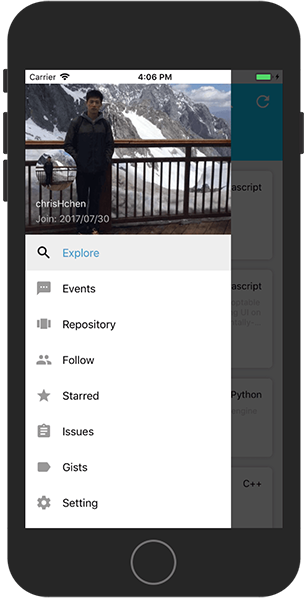 Carrier 4:06 PM
chrisHchen
Join: 2017/07/30
Explore
Events
Repository
Follow
Starred
Issues
Gists
Setting
ascript
ascript
Python
engine
C++